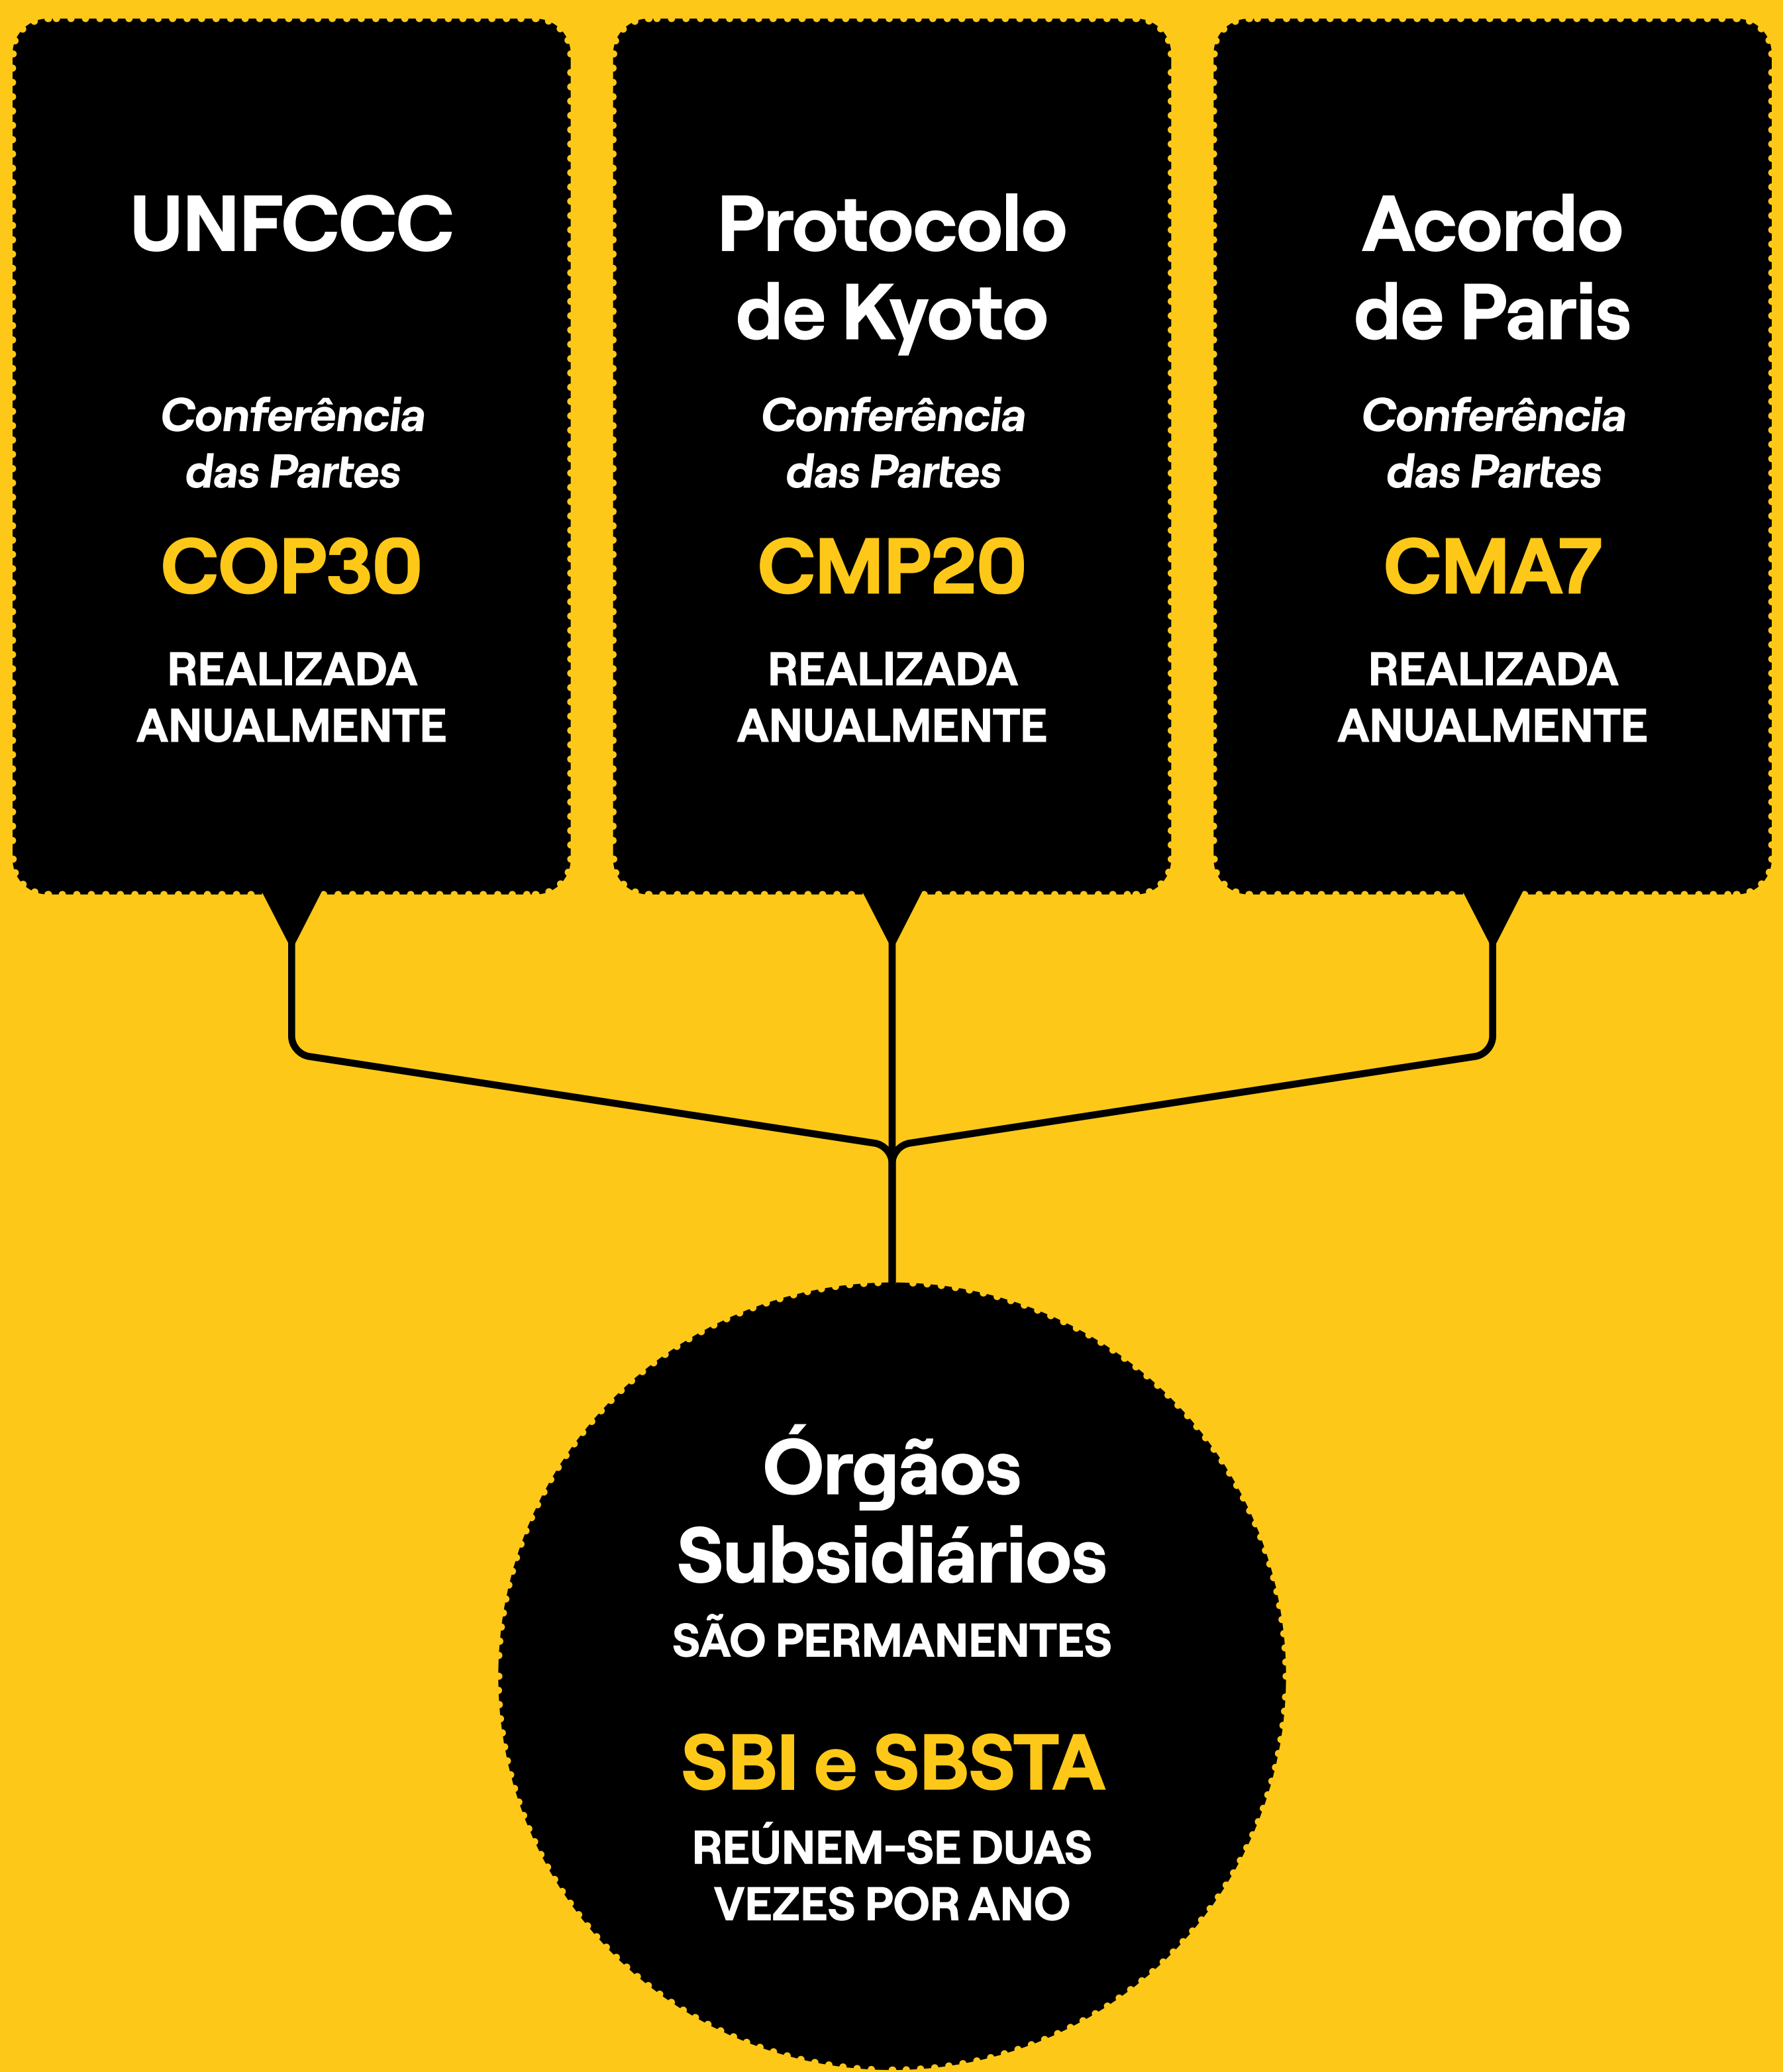 UNFCCC
Conferência
das Partes
COP30
REALIZADA
ANUALMENTE
Protocolo
de Kyoto
Conferência
das Partes
CMP20
REALIZADA
ANUALMENTE
Acordo
de Paris
Conferência
das Partes
CMA7
REALIZADA
ANUALMENTE
Órgãos
Subsidiários
SÃO PERMANENTES
SBI e SBSTA
REÚNEM-SE DUAS
VEZES POR ANO